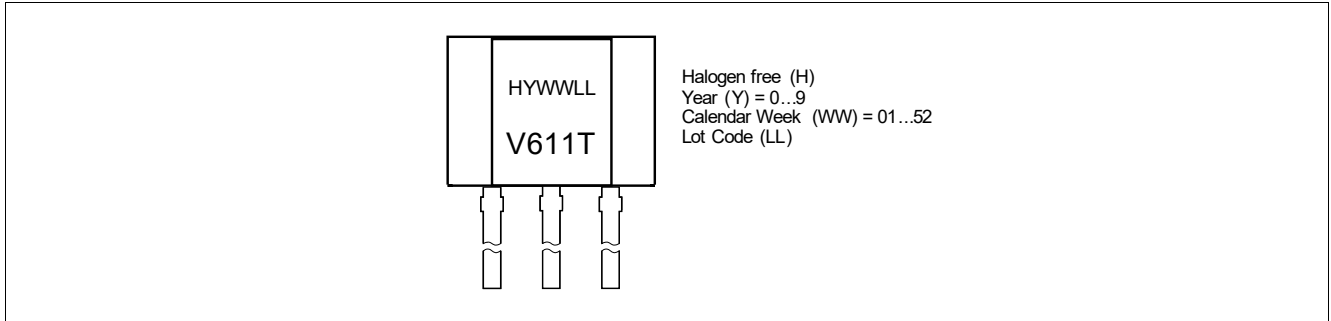 HYWWLL
V611T
Halogen free (H)
Year (Y) = 0...9
Calendar Week (WW) = 01...52
Lot Code (LL)